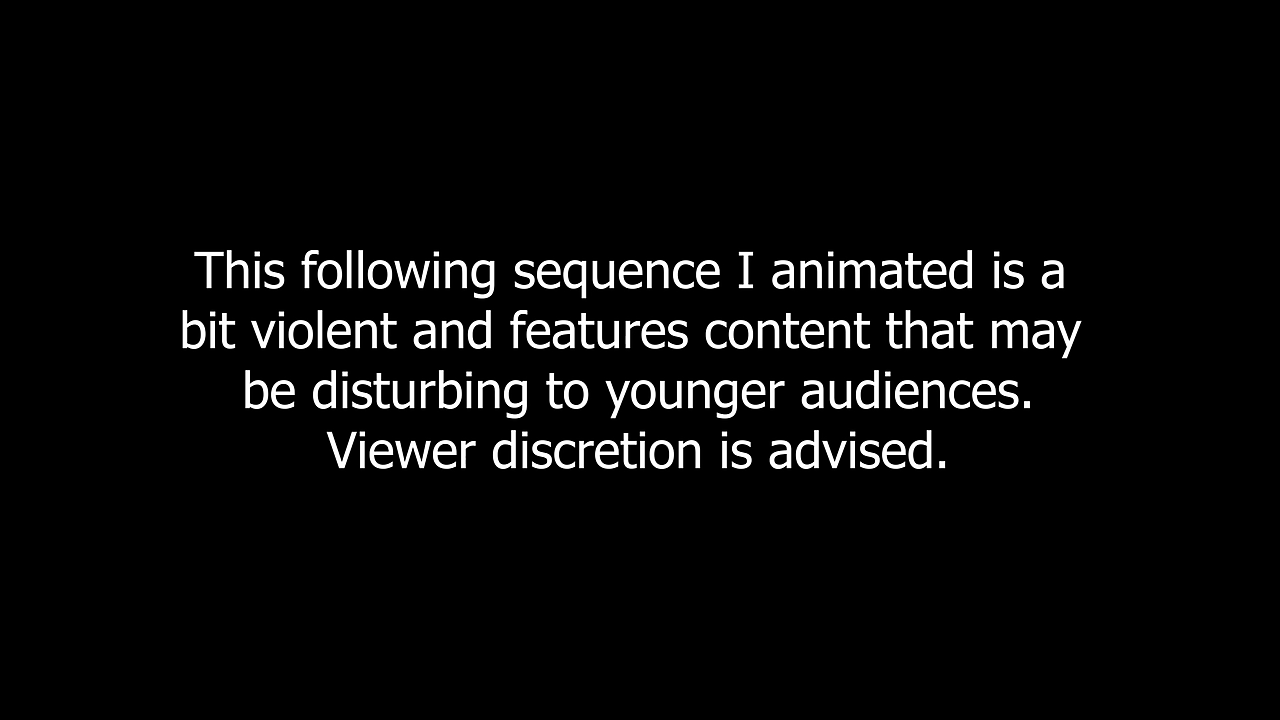 This following sequence I animated is a
bit violent and features content that may
be disturbing to younger audiences.
Viewer discretion is advised.